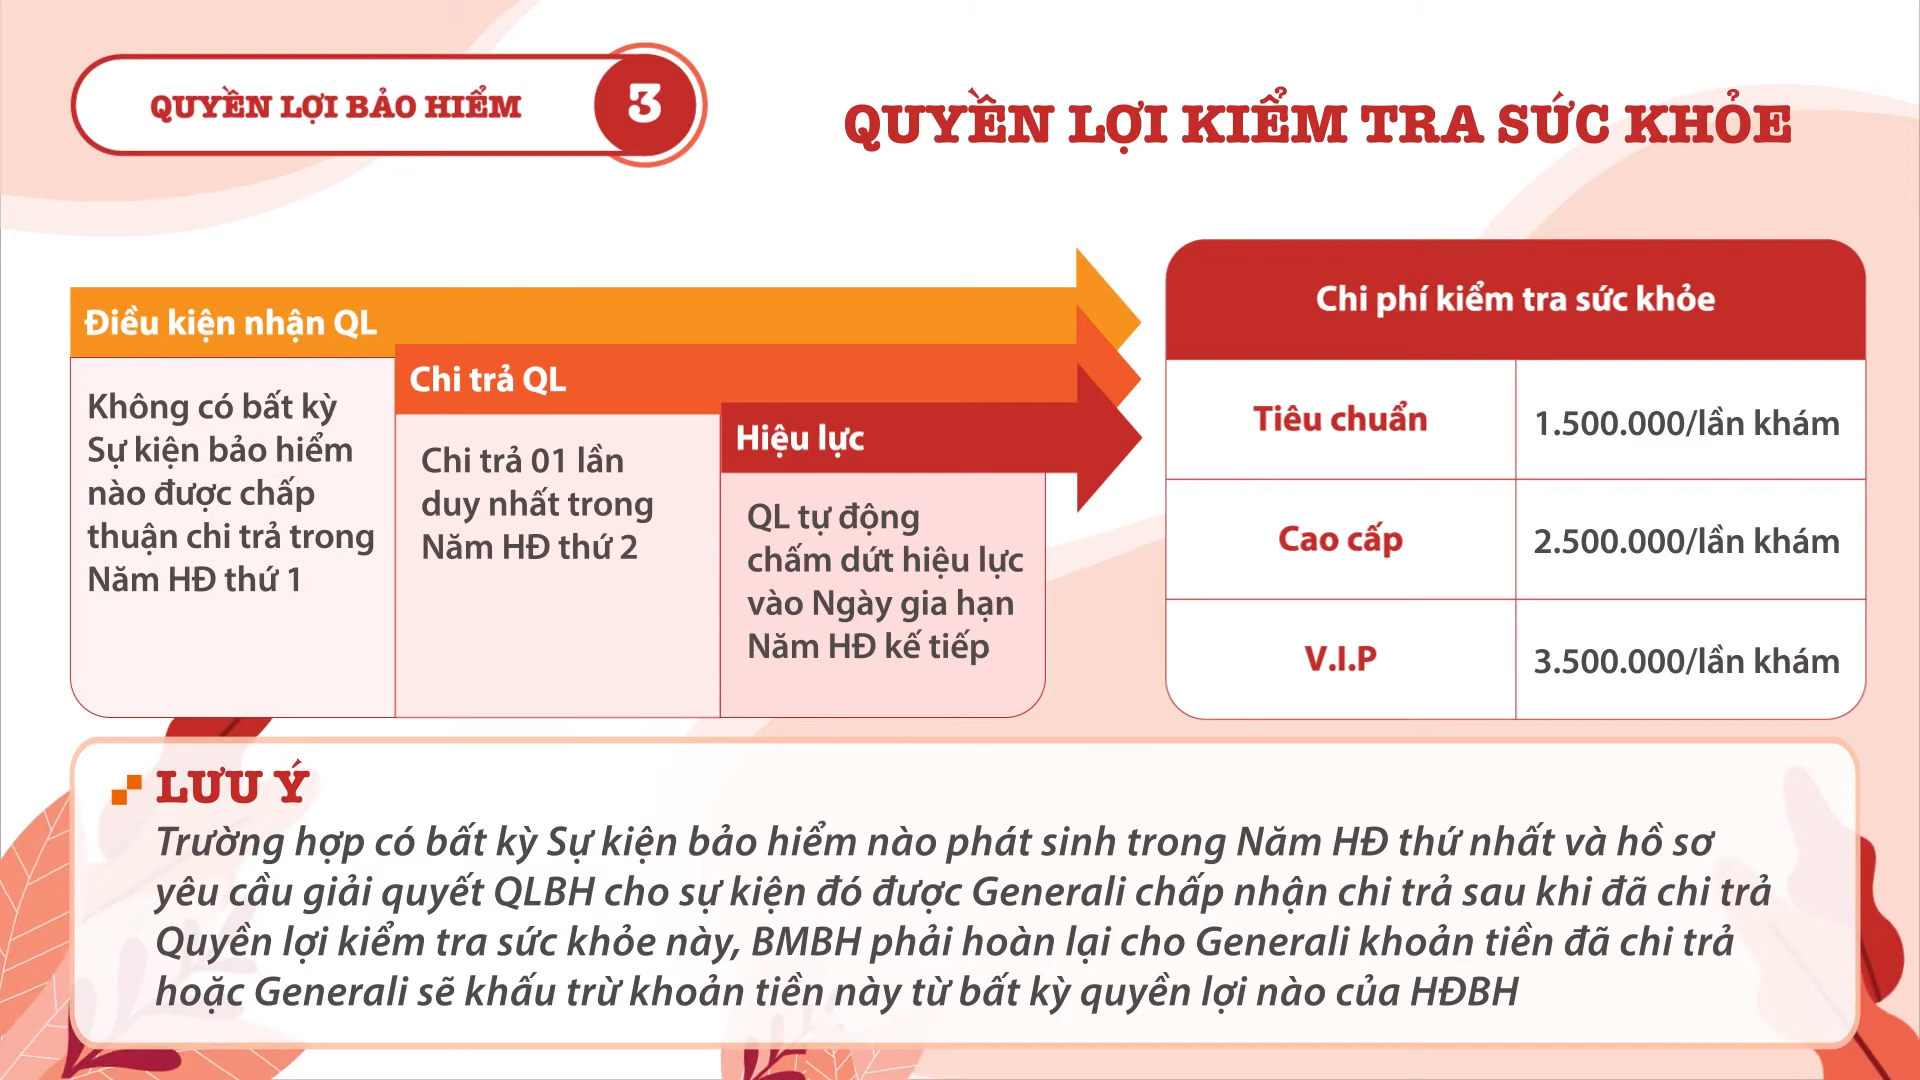 QUYỀN LỢI BẢO HIỂM
3
QUYỀN LỢI KIỂM TRA SỨC KHỎE
Điều kiện nhận QL
Không có bất kỳ
Sự kiện bảo hiểm
nào được chấp
thuận chi trả trong
Năm HĐ thứ 1
Chi trả QL
Chi trả 01 lần
duy nhất trong
Năm HĐ thứ 2
Hiệu lực
QL tự động
chấm dứt hiệu lực
vào Ngày gia hạn
Năm HĐ kế tiếp
Chi phí kiểm tra sức khỏe
Tiêu chuẩn
1.500.000/lần khám
Cao cấp
2.500.000/lần khám
V.I.P
3.500.000/lần khám
LƯU Ý
Trường hợp có bất kỳ Sự kiện bảo hiểm nào phát sinh trong Năm HĐ thứ nhất và hồ sơ
yêu cầu giải quyết QLBH cho sự kiện đó được Generali chấp nhận chi trả sau khi đã chi trả
Quyền lợi kiểm tra sức khỏe này, BMBH phải hoàn lại cho Generali khoản tiền đã chi trả
hoặc Generali sẽ khấu trừ khoản tiền này từ bất kỳ quyền lợi nào của HĐBH